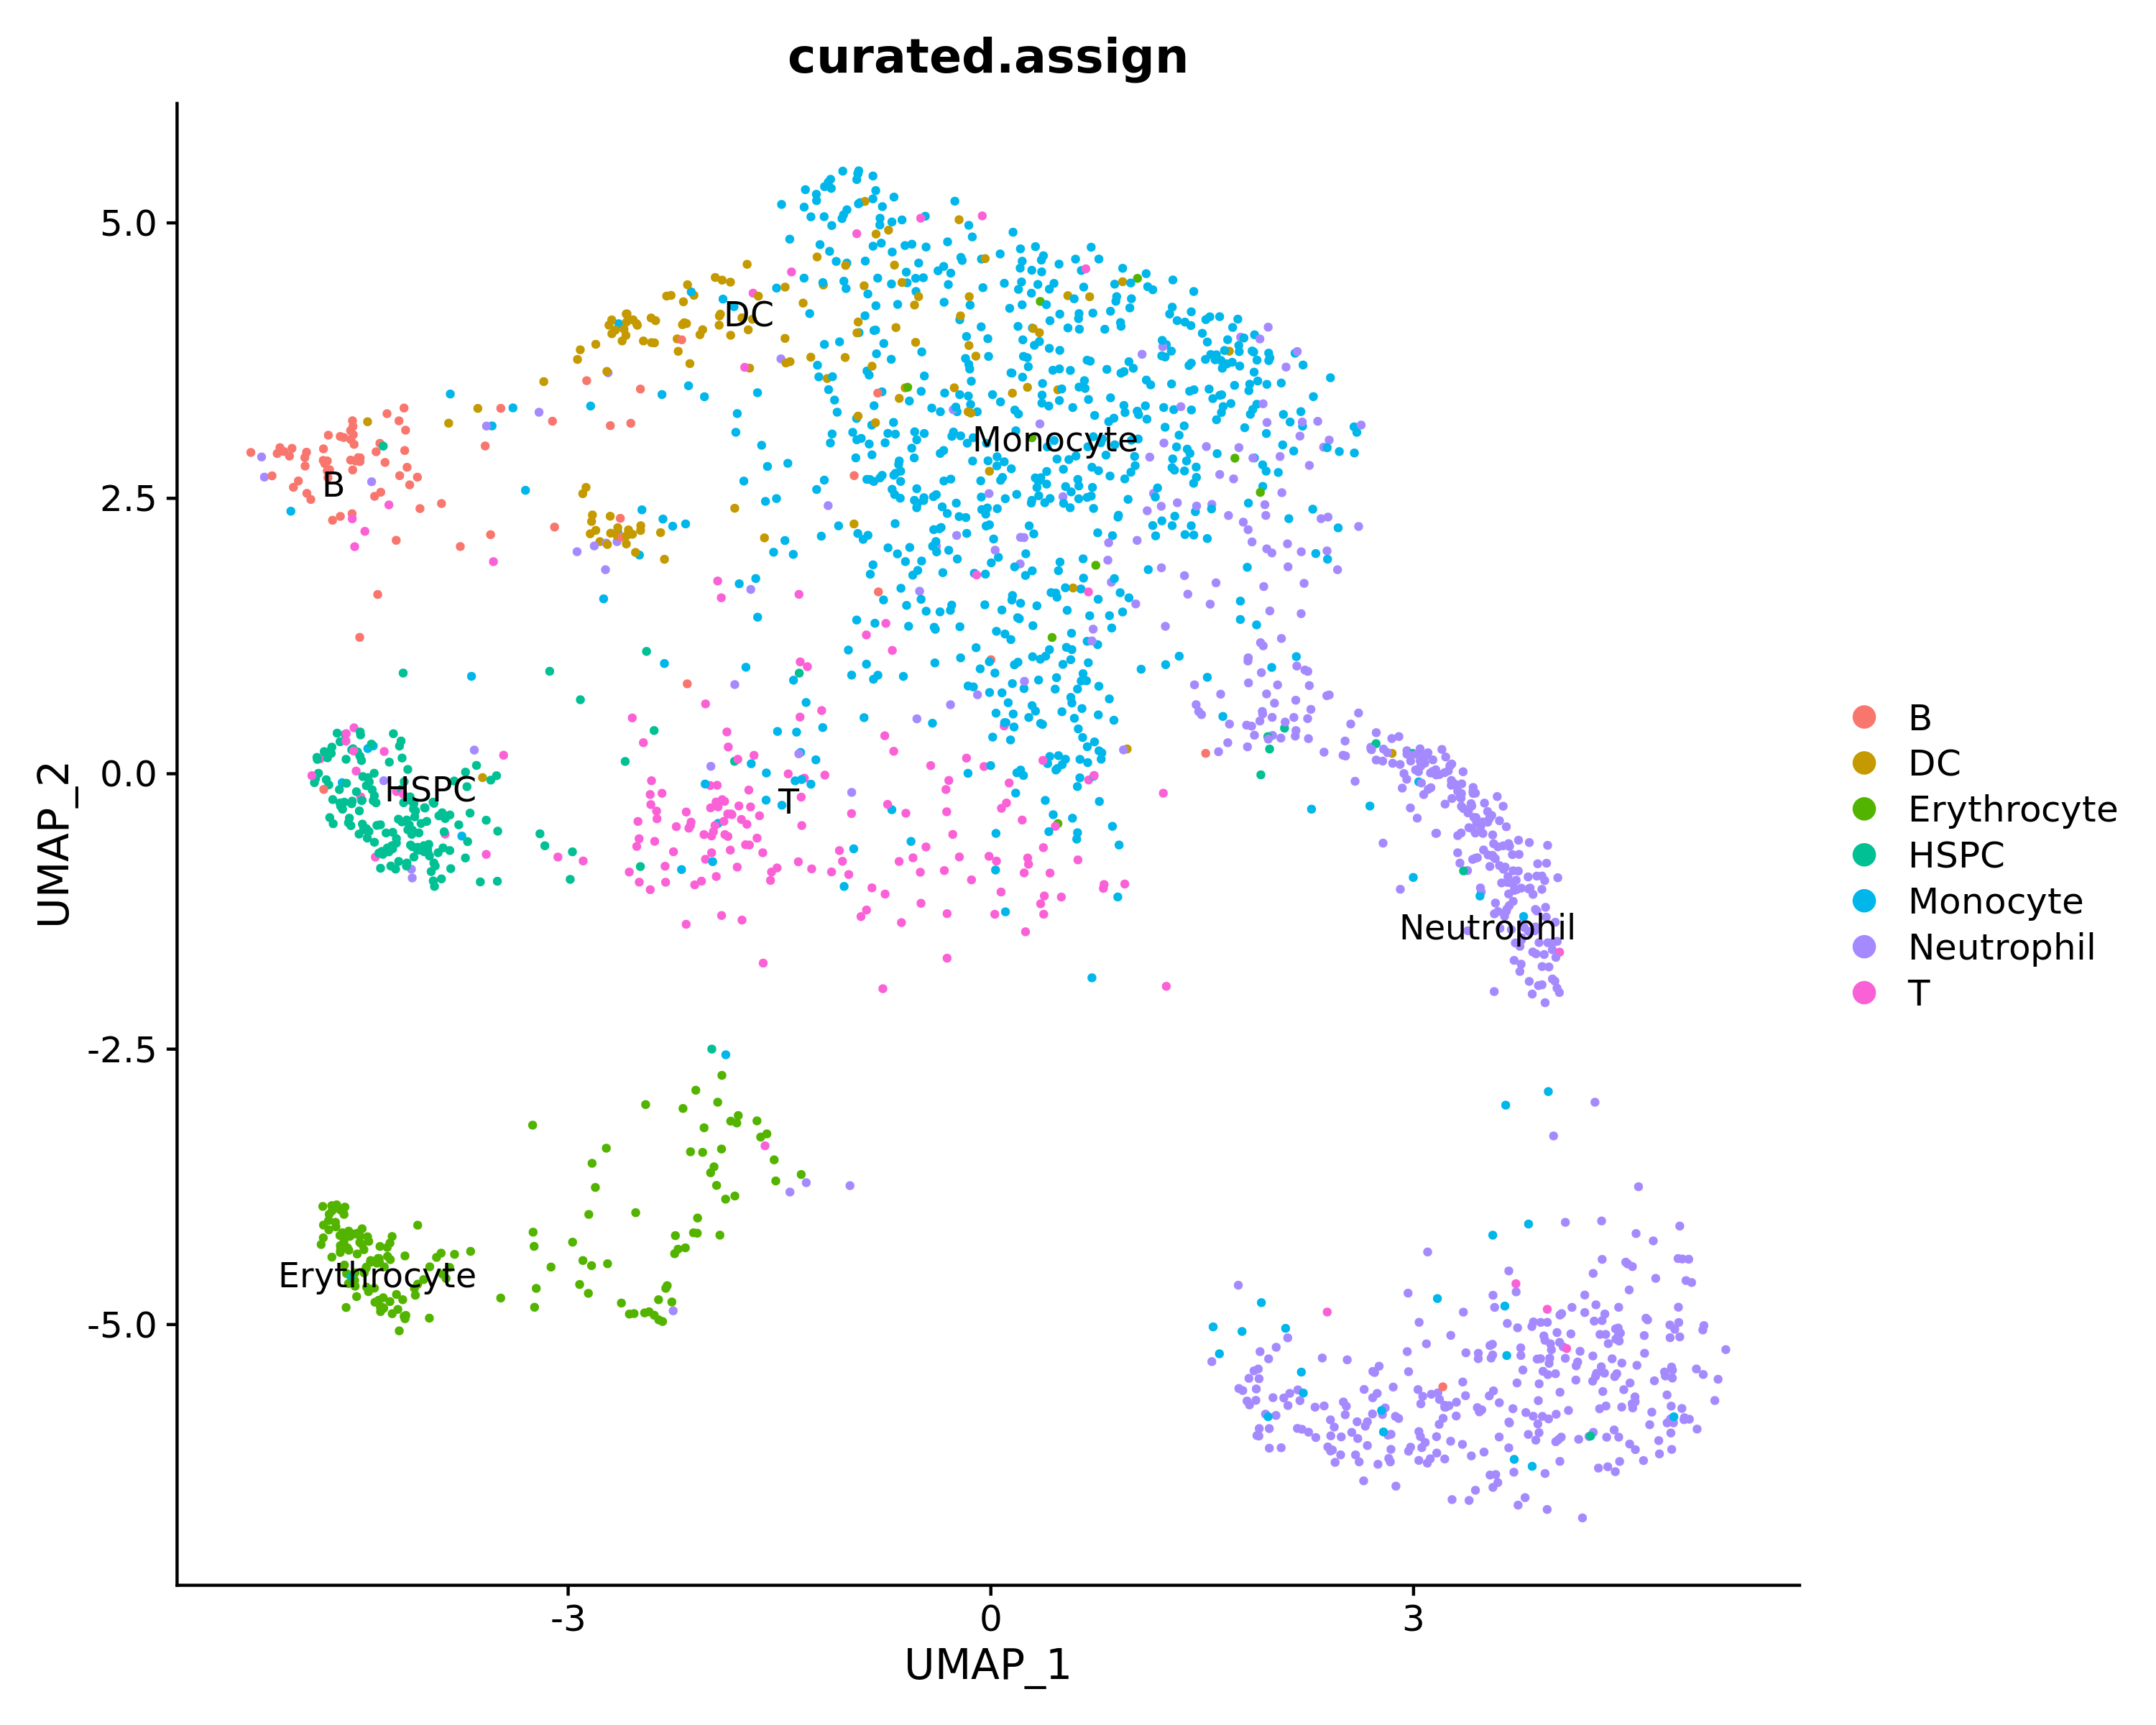 curated.assign
UMAP_2
5.0
2.5
0.0
-2.5
-5.0
DC
Monocyte
B
HSPC
T
Neutrophil
Erythrocyte
-3
0
3
UMAP_1
B
DC
Erythrocyte
HSPC
Monocyte
Neutrophil
T